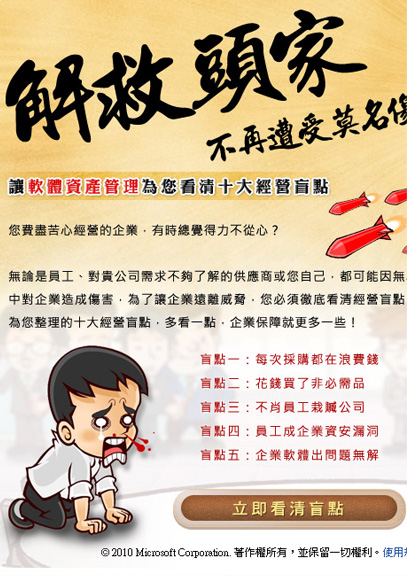 解救頭家
不再遭受莫名傷
讓軟體資產管理為您看清十大經營盲點
您費盡苦心經營的企業，有時總覺得力不從心？
無論是員工、對貴公司需求不夠了解的供應商或您自己，都可能因無
中對企業造成傷害，為了讓企業遠離威脅，您必須徹底看清經營盲點
為您整理的十大經營盲點，多看一點，企業保障就更多一些！
盲點一：每次採購都在浪費錢
盲點二：花錢買了非必需品
盲點三：不肖員工栽贓公司
盲點四：員工成企業資安漏洞
盲點五：企業軟體出問題無解
立即看清盲點
© 2010 Microsoft Corporation. 著作權所有，並保留一切權利。使用